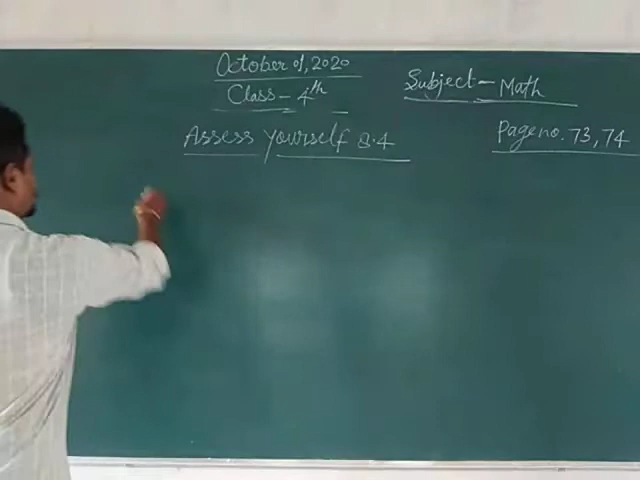 October 01, 2020
Class - 4th
Subject - Math
Assess yourself 8.4
Page no. 73, 74